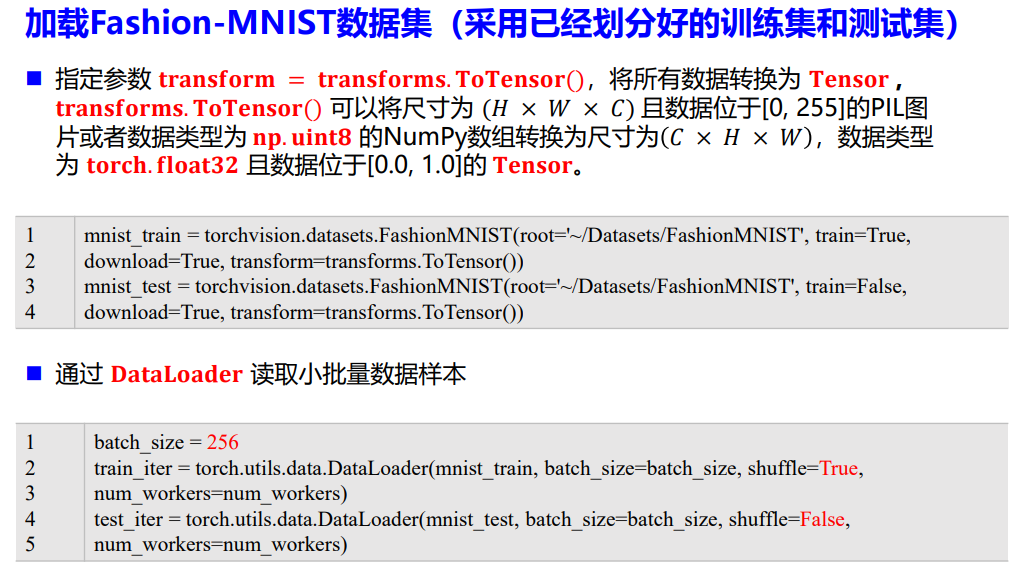 加载Fashion-MNIST数据集（采用已经划分好的训练集和测试集）
■ 指定参数 transform = transforms.ToTensor()，将所有数据转换为 Tensor ，
transforms.ToTensor() 可以将尺寸为 (H × W × C) 且数据位于[0, 255]的PIL图
片或者数据类型为 np.uint8 的NumPy数组转换为尺寸为(C × H × W)，数据类型
为 torch.float32 且数据位于[0.0, 1.0]的 Tensor。
1 mnist_train = torchvision.datasets.FashionMNIST(root='~/Datasets/FashionMNIST', train=True,
2 download=True, transform=transforms.ToTensor())
3 mnist_test = torchvision.datasets.FashionMNIST(root='~/Datasets/FashionMNIST', train=False,
4 download=True, transform=transforms.ToTensor())
■ 通过 DataLoader 读取小批量数据样本
1 batch_size = 256
2 train_iter = torch.utils.data.DataLoader(mnist_train, batch_size=batch_size, shuffle=True,
3 num_workers=num_workers)
4 test_iter = torch.utils.data.DataLoader(mnist_test, batch_size=batch_size, shuffle=False,
5 num_workers=num_workers)